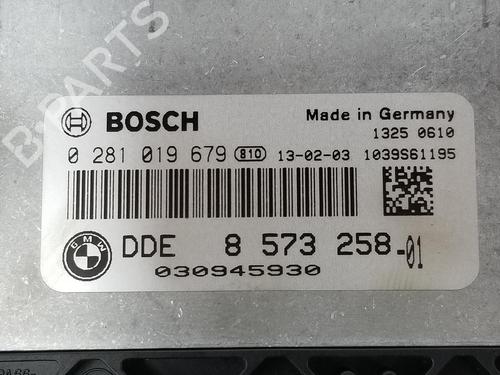 B-PARTS
BOSCH
Made in Germany
1325 0610
0 281 019 679 810 13-02-03 1039S61195
BMW DDE 8 573 258-01
030945930